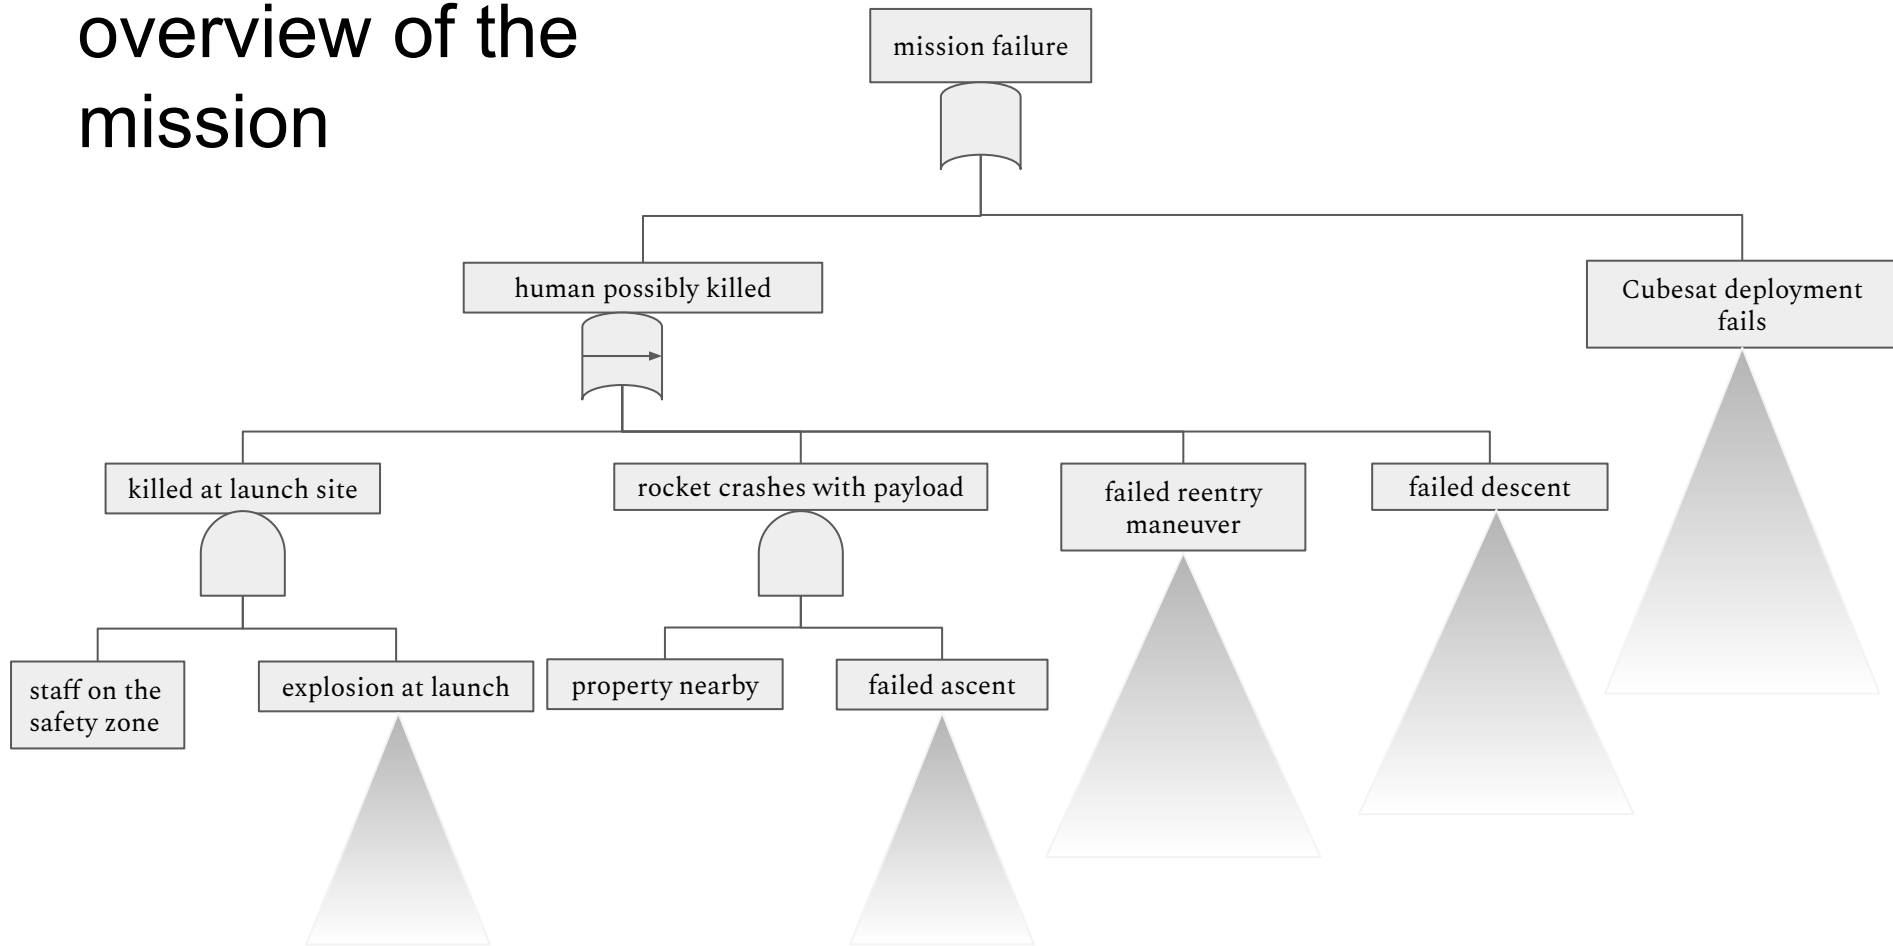 overview of the
mission
mission failure
human possibly killed
Cubesat deployment
fails
killed at launch site
rocket crashes with payload
failed reentry
maneuver
failed descent
staff on the
safety zone
explosion at launch
property nearby
failed ascent